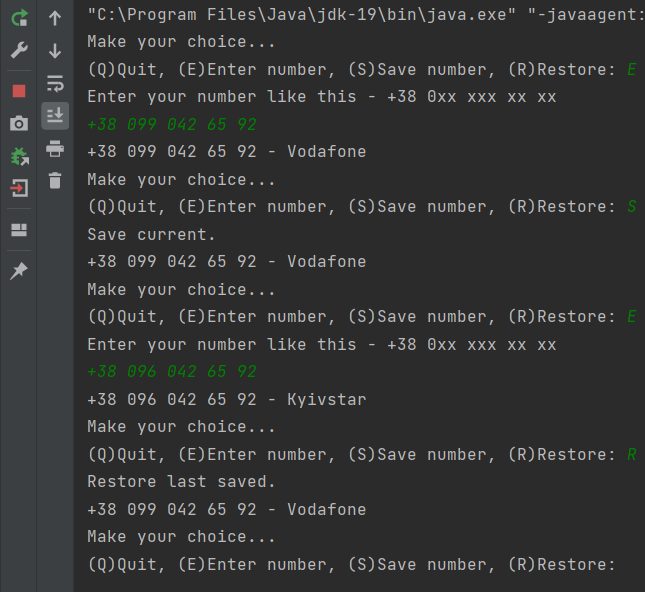 "C:\Program Files\Java\jdk-19\bin\java.exe" "-javaagent:
Make your choice...
(Q)Quit, (E)Enter number, (S)Save number, (R)Restore: E
Enter your number like this - +38 0xx xxx xx xx
+38 099 042 65 92
+38 099 042 65 92 - Vodafone
Make your choice...
(Q)Quit, (E)Enter number, (S)Save number, (R)Restore: S
Save current.
+38 099 042 65 92 - Vodafone
Make your choice...
(Q)Quit, (E)Enter number, (S)Save number, (R)Restore: E
Enter your number like this - +38 0xx xxx xx xx
+38 096 042 65 92
+38 096 042 65 92 - Kyivstar
Make your choice...
(Q)Quit, (E)Enter number, (S)Save number, (R)Restore: R
Restore last saved.
+38 099 042 65 92 - Vodafone
Make your choice...
(Q)Quit, (E)Enter number, (S)Save number, (R)Restore: